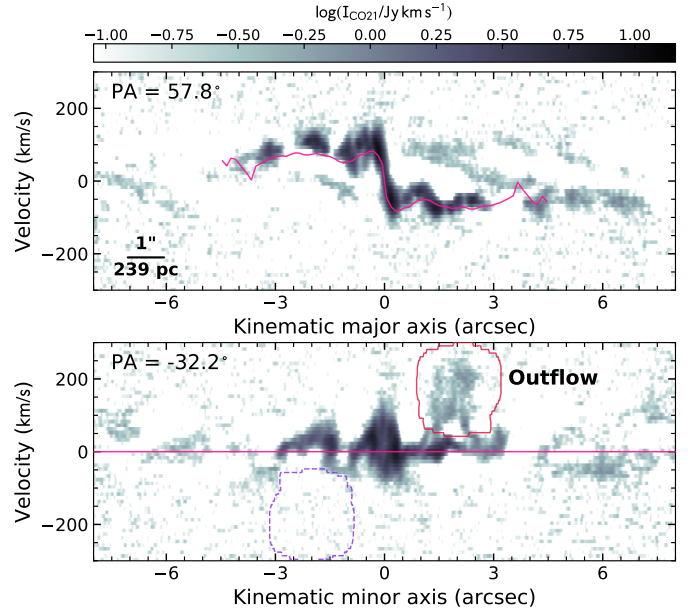 log(I_CO21/Jy km s⁻¹)
−1.00 −0.75 −0.50 −0.25 0.00 0.25 0.50 0.75 1.00
PA = 57.8°
200
0
−200
Velocity (km/s)
1"
239 pc
−6 −3 0 3 6
Kinematic major axis (arcsec)
PA = -32.2°
Outflow
200
0
−200
Velocity (km/s)
−6 −3 0 3 6
Kinematic minor axis (arcsec)